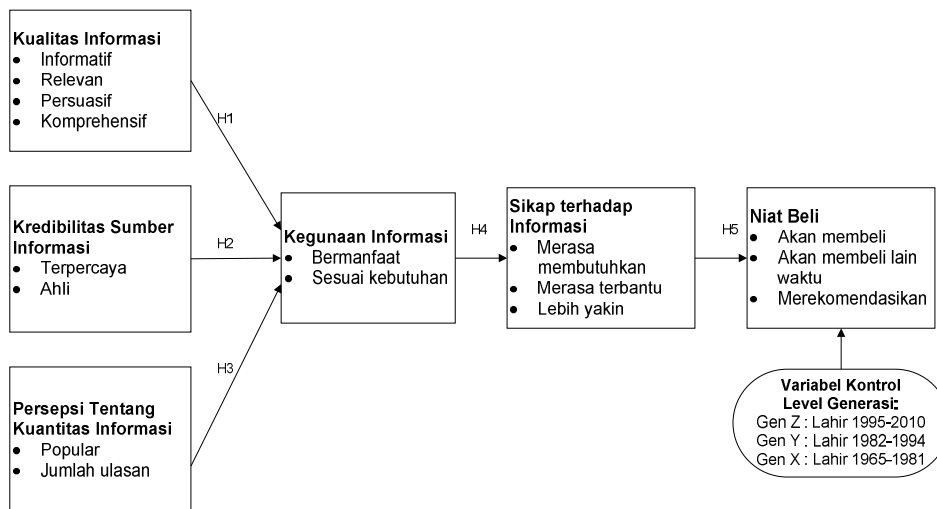 Kualitas Informasi
• Informatif
• Relevan
• Persuasif
• Komprehensif
H1
Kredibilitas Sumber
Informasi
• Terpercaya
• Ahli
H2
Persepsi Tentang
Kuantitas Informasi
• Popular
• Jumlah ulasan
H3
Kegunaan Informasi
• Bermanfaat
• Sesuai kebutuhan
H4
Sikap terhadap
Informasi
• Merasa
membutuhkan
• Merasa terbantu
• Lebih yakin
H5
Niat Beli
• Akan membeli
• Akan membeli lain
waktu
• Merekomendasikan
Variabel Kontrol
Level Generasi:
Gen Z : Lahir 1995-2010
Gen Y : Lahir 1982-1994
Gen X : Lahir 1965-1981